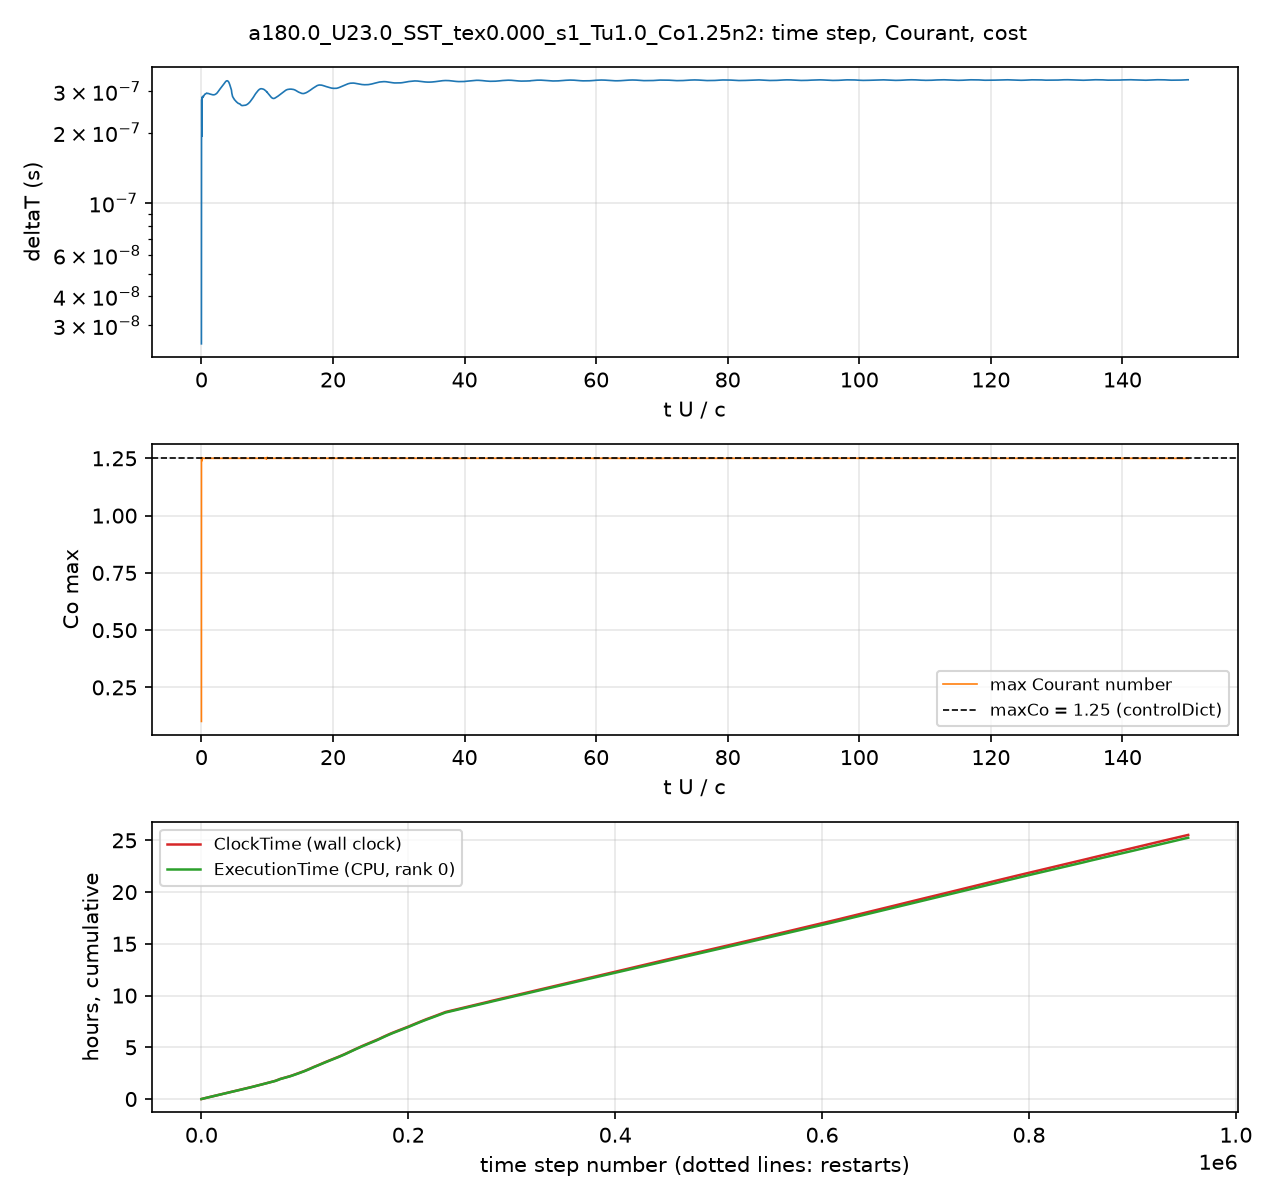 a180.0_U23.0_SST_tex0.000_s1_Tu1.0_Co1.25n2: time step, Courant, cost
deltaT (s)
3 × 10⁻⁷
2 × 10⁻⁷
10⁻⁷
6 × 10⁻⁸
4 × 10⁻⁸
3 × 10⁻⁸
0 20 40 60 80 100 120 140
t U / c
Co max
1.25
1.00
0.75
0.50
0.25
max Courant number
maxCo = 1.25 (controlDict)
0 20 40 60 80 100 120 140
t U / c
hours, cumulative
25
20
15
10
5
0
ClockTime (wall clock)
ExecutionTime (CPU, rank 0)
0.0 0.2 0.4 0.6 0.8 1.0
1e6
time step number (dotted lines: restarts)